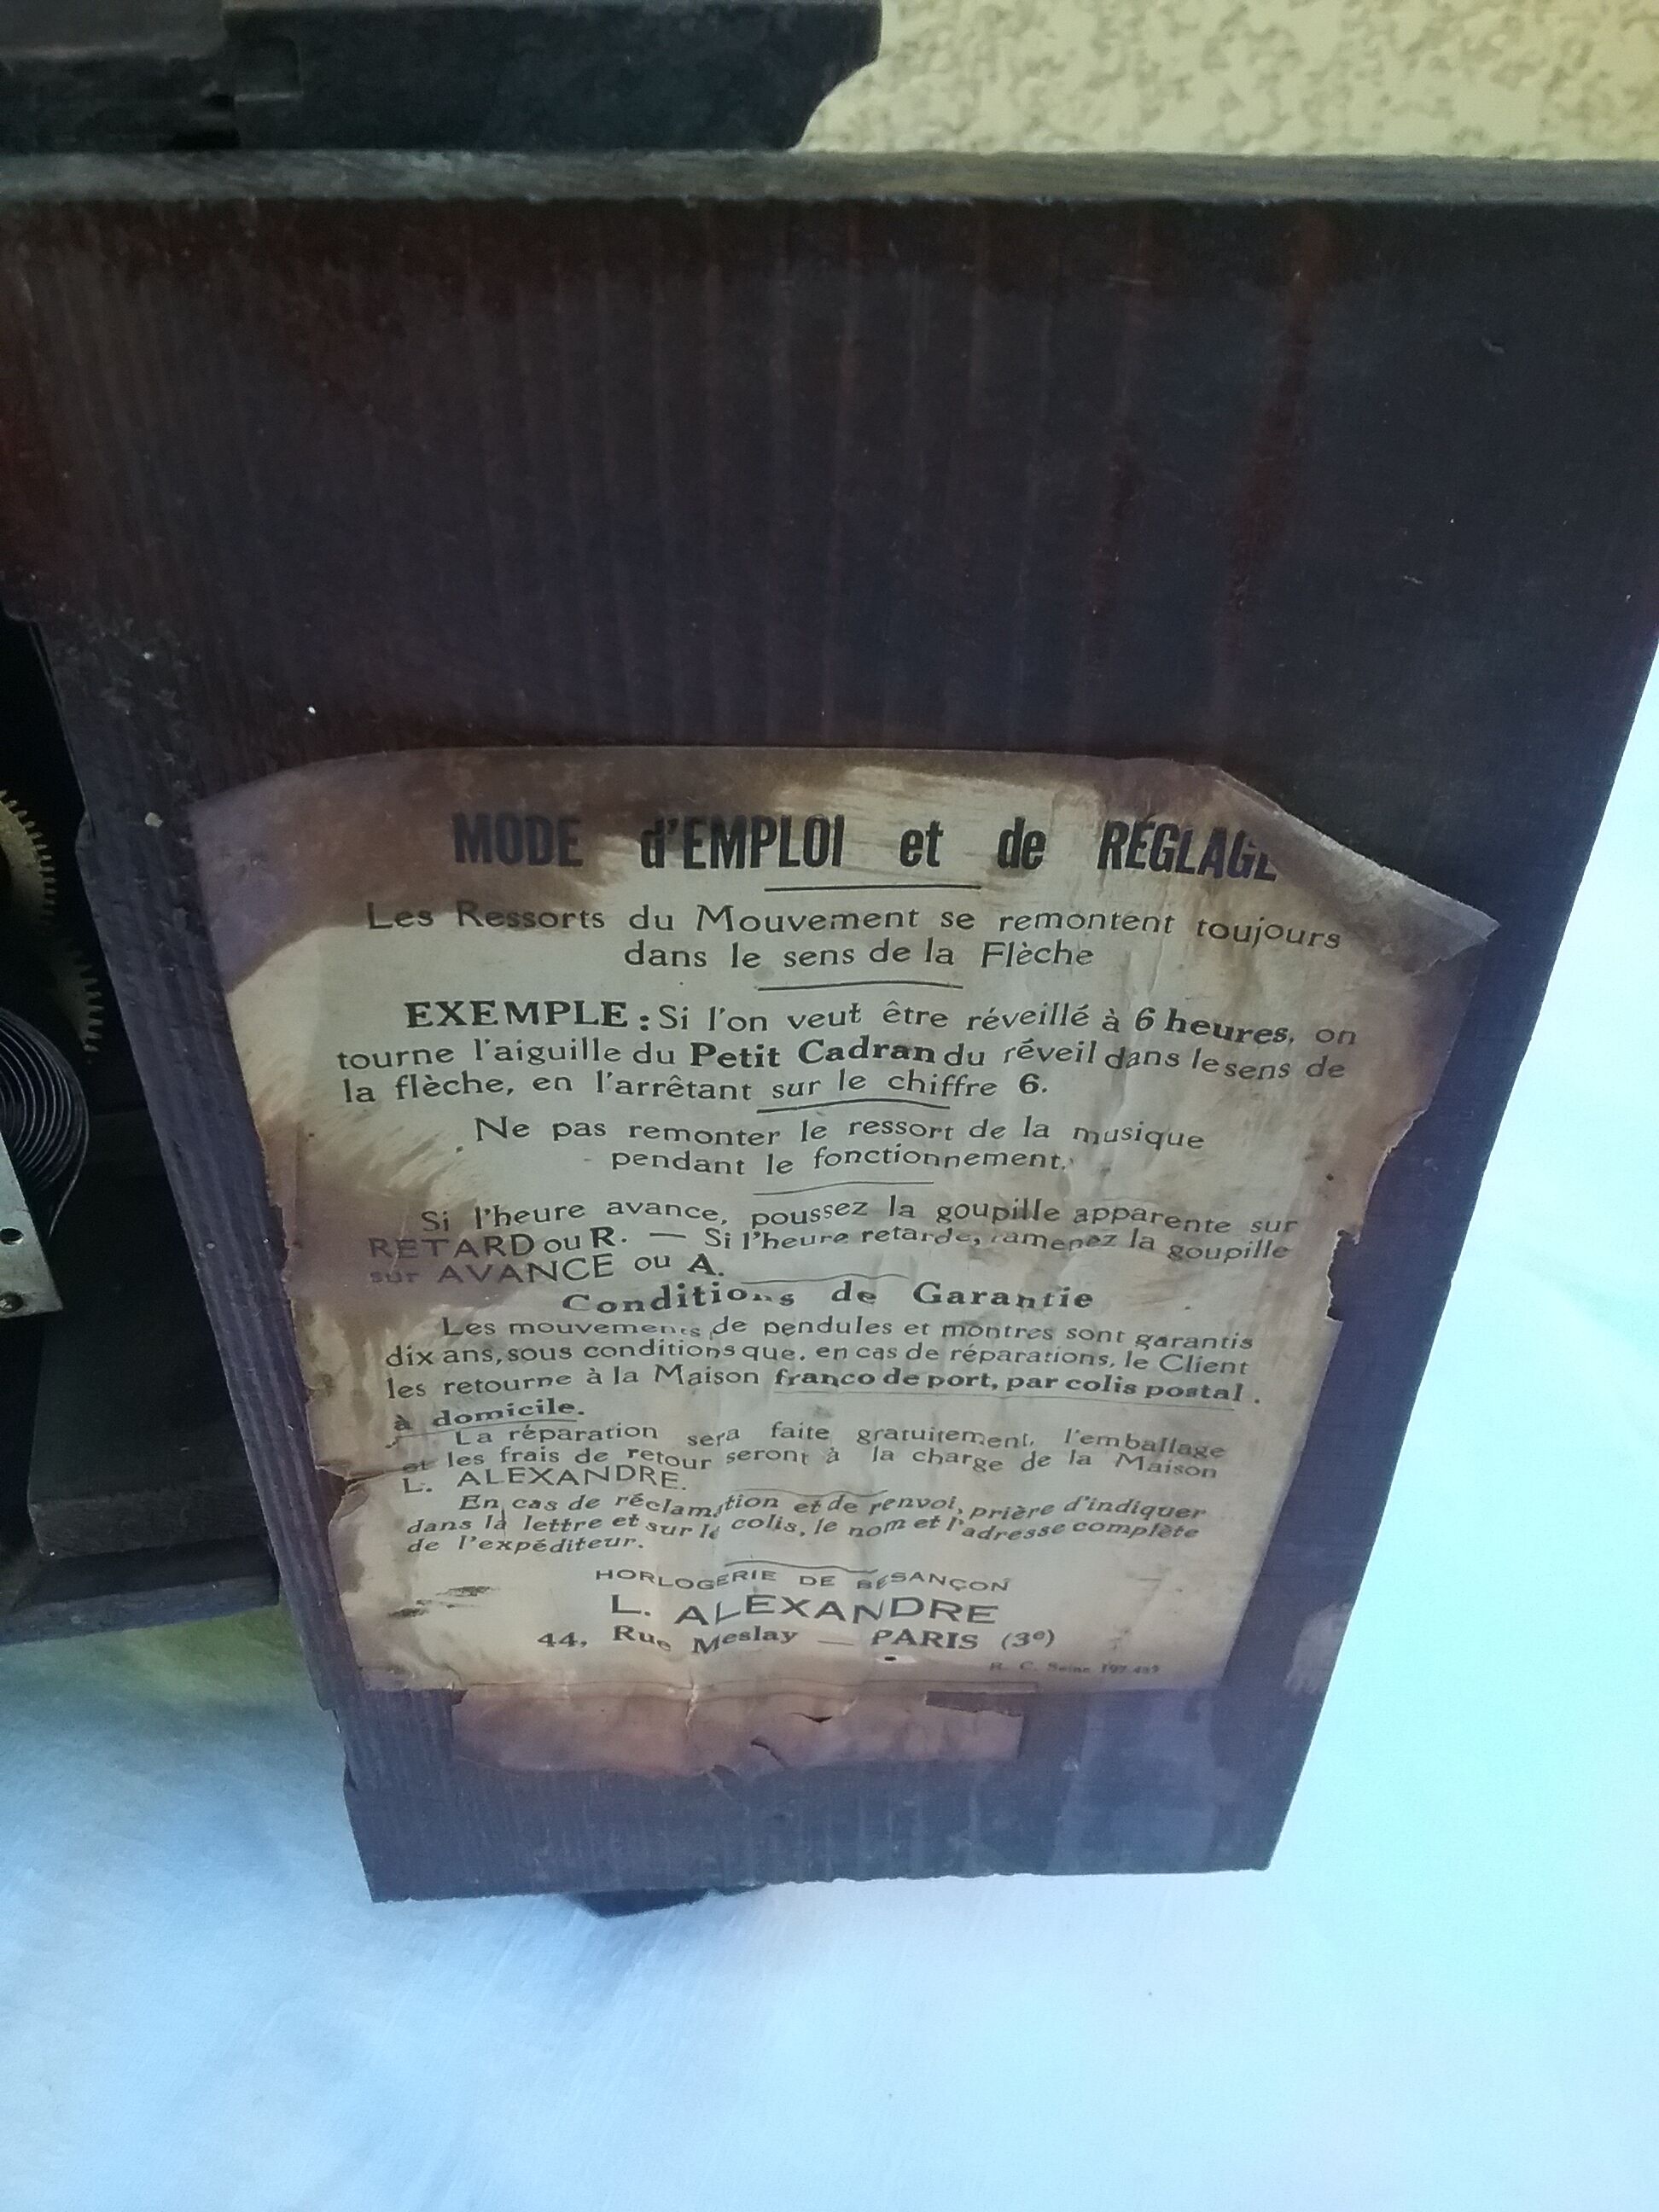 MODE d'EMPLOI et de RÉGLAGE
Les Ressorts du Mouvement se remontent toujours
dans le sens de la Flèche
EXEMPLE : Si l'on veut être réveillé à 6 heures, on
tourne l'aiguille du Petit Cadran du réveil dans le sens de
la flèche, en l'arrêtant sur le chiffre 6.
Ne pas remonter le ressort de la musique
pendant le fonctionnement.
Si l'heure avance, poussez la goupille apparente sur
RETARD ou R. — Si l'heure retarde, ramenez la goupille
sur AVANCE ou A.
Conditions de Garantie
Les mouvements de pendules et montres sont garantis
dix ans, sous conditions que, en cas de réparations, le Client
les retourne à la Maison franco de port, par colis postal
à domicile.
La réparation sera faite gratuitement, l'emballage
et les frais de retour seront à la charge de la Maison
L. ALEXANDRE.
En cas de réclamation et de renvoi, prière d'indiquer
dans la lettre et sur le colis, le nom et l'adresse complète
de l'expéditeur.
HORLOGERIE DE BESANÇON
L. ALEXANDRE
44, Rue Meslay — PARIS (3e)
R. C. Seine